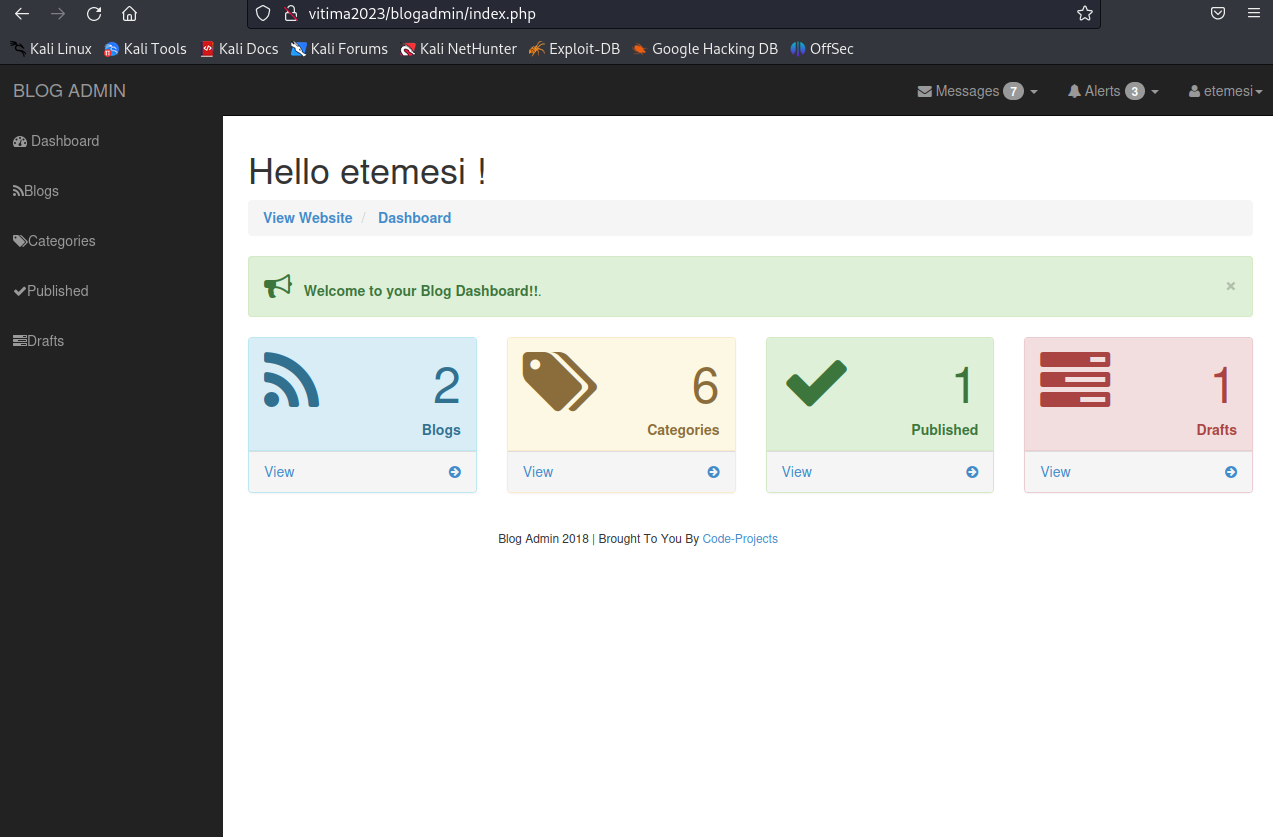 vitima2023/blogadmin/index.php
Kali Linux Kali Tools Kali Docs Kali Forums Kali NetHunter Exploit-DB Google Hacking DB OffSec
BLOG ADMIN Messages 7 Alerts 3 etemesi
Dashboard
Blogs
Categories
Published
Drafts
Hello etemesi !
View Website / Dashboard
Welcome to your Blog Dashboard!!. ×
2
Blogs
View
6
Categories
View
1
Published
View
1
Drafts
View
Blog Admin 2018 | Brought To You By Code-Projects